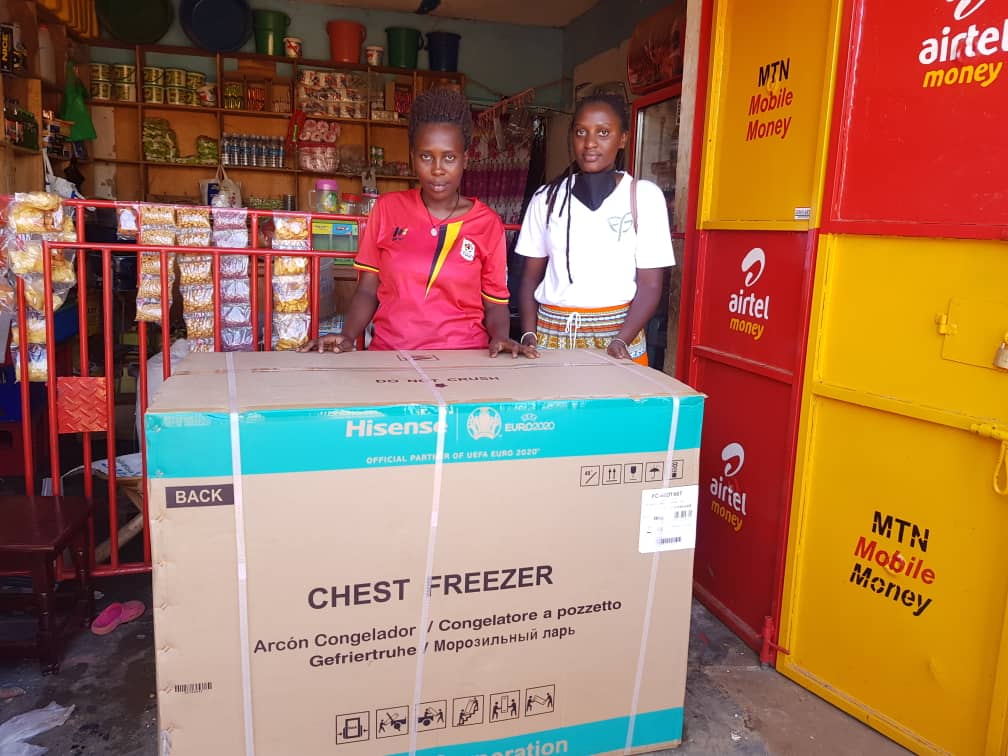 MTN
Mobile
Money
airtel
money
airtel
money
airtel
money
MTN
Mobile
Money
DO NOT CRUSH
Hisense
EURO2020
OFFICIAL PARTNER OF UEFA EURO 2020™
BACK
CHEST FREEZER
Arcón Congelador / Congelatore a pozzetto
Gefriertruhe / Морозильный ларь